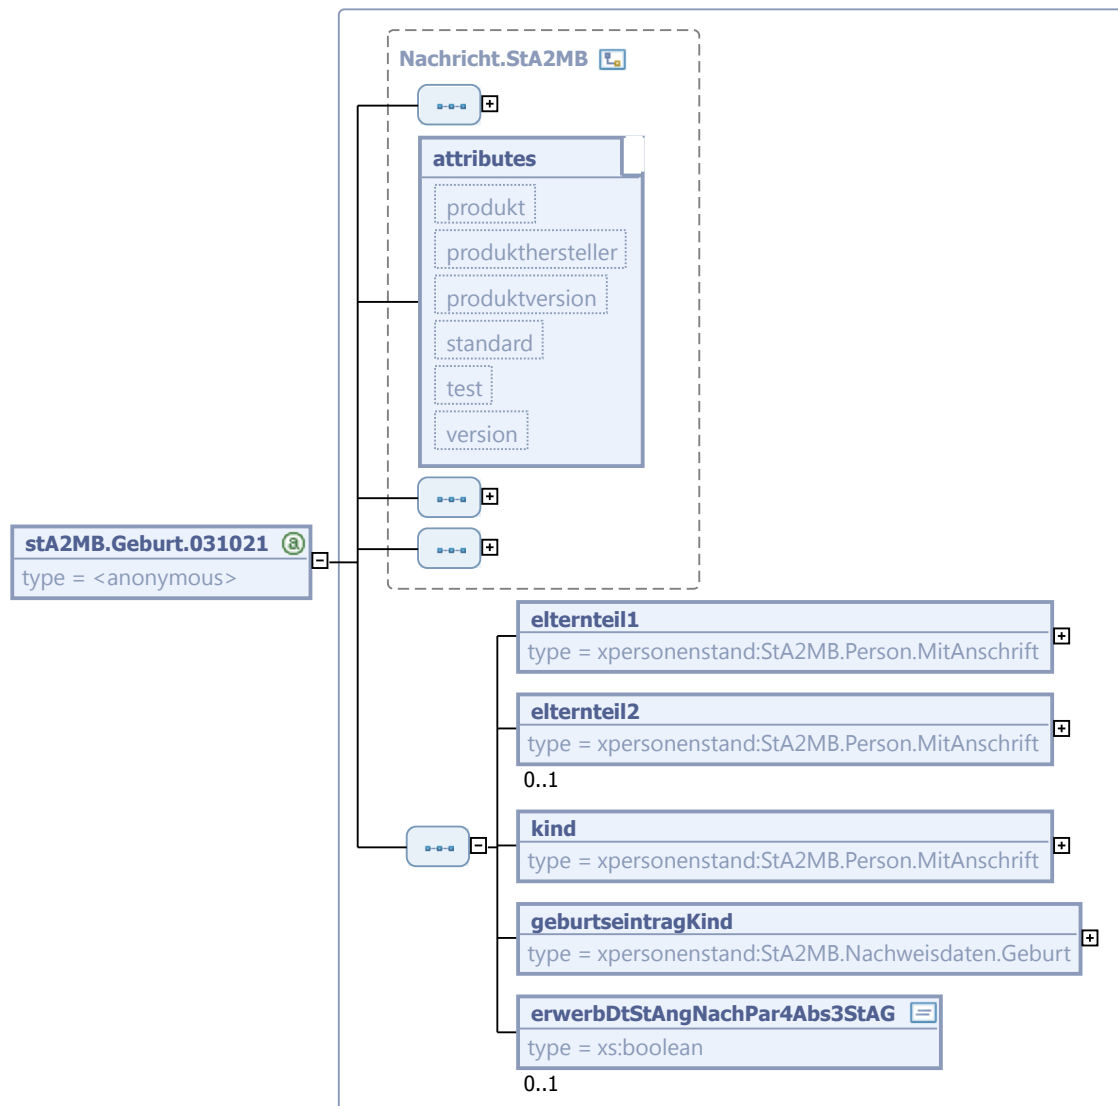 Nachricht.StA2MB
attributes
produkt
produkthersteller
produktversion
standard
test
version
stA2MB.Geburt.031021 a
type = <anonymous>
elternteil1
type = xpersonenstand:StA2MB.Person.MitAnschrift
elternteil2
type = xpersonenstand:StA2MB.Person.MitAnschrift
0..1
kind
type = xpersonenstand:StA2MB.Person.MitAnschrift
geburtseintragKind
type = xpersonenstand:StA2MB.Nachweisdaten.Geburt
erwerbDtStAngNachPar4Abs3StAG
type = xs:boolean
0..1